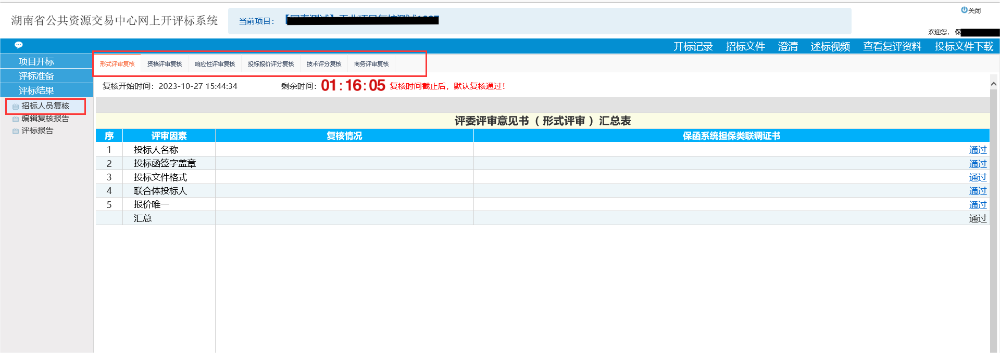 湖南省公共资源交易中心网上开评标系统
当前项目：
关闭
欢迎您， 保
开标记录 招标文件 澄清 述标视频 查看复评资料 投标文件下载
项目开标
评标准备
评标结果
招标人员复核
编辑复核报告
评标报告
形式评审复核 资格评审复核 响应性评审复核 投标报价评分复核 技术评分复核 商务评审复核
复核开始时间：2023-10-27 15:44:34 剩余时间：01:16:05 复核时间截止后，默认复核通过！
评委评审意见书（形式评审）汇总表
序 评审因素 复核情况 保函系统担保类联调证书
1 投标人名称 通过
2 投标函签字盖章 通过
3 投标文件格式 通过
4 联合体投标人 通过
5 报价唯一 通过
汇总 通过